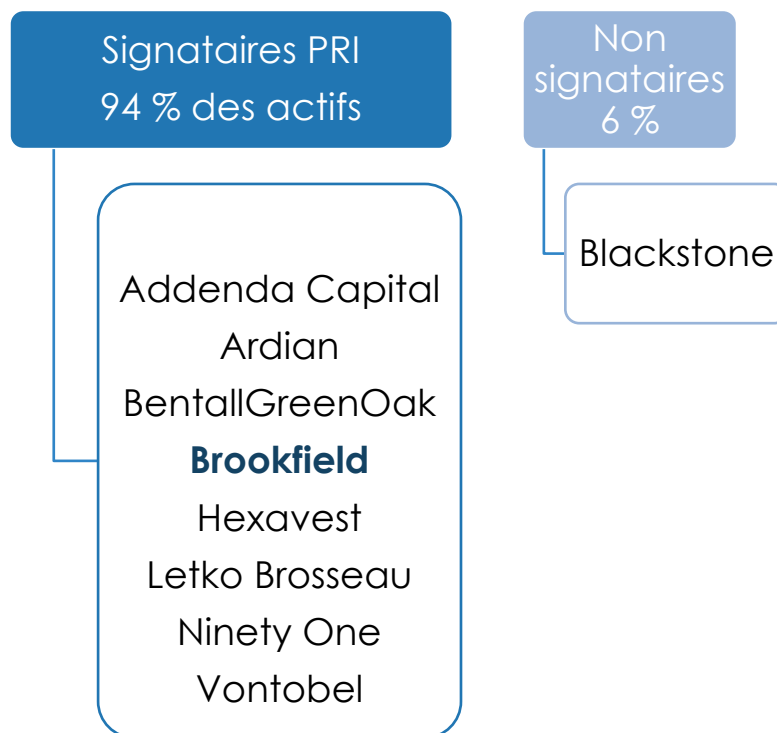 Signataires PRI
94 % des actifs
Addenda Capital
Ardian
BentallGreenOak
Brookfield
Hexavest
Letko Brosseau
Ninety One
Vontobel
Non
signataires
6 %
Blackstone